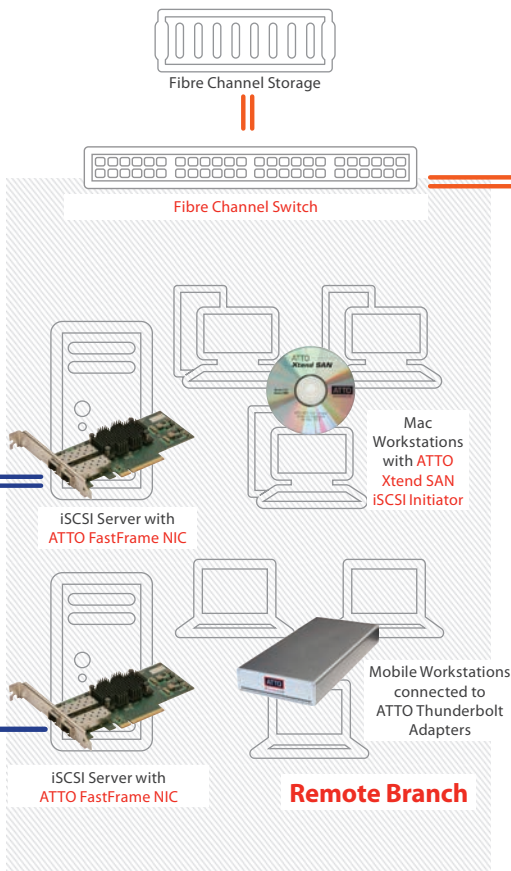 Fibre Channel Storage
Fibre Channel Switch
ATTO
Xtend SAN
ATTO
Mac
Workstations
with ATTO
Xtend SAN
iSCSI Initiator
iSCSI Server with
ATTO FastFrame NIC
ATTO
Mobile Workstations
connected to
ATTO Thunderbolt
Adapters
iSCSI Server with
ATTO FastFrame NIC
Remote Branch